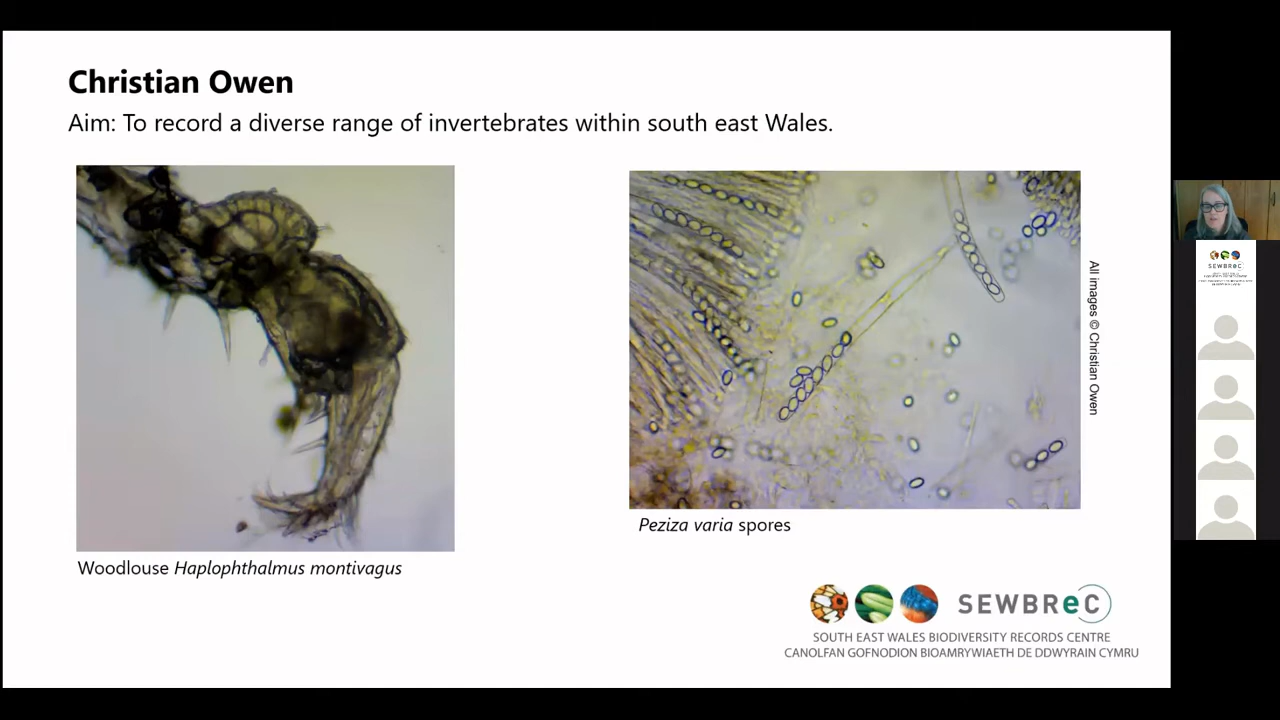 Christian Owen
Aim: To record a diverse range of invertebrates within south east Wales.
All images © Christian Owen
Peziza varia spores
Woodlouse Haplophthalmus montivagus
SEWBReC
SOUTH EAST WALES BIODIVERSITY RECORDS CENTRE
CANOLFAN GOFNODION BIOAMRYWIAETH DE DDWYRAIN CYMRU
SEWBReC